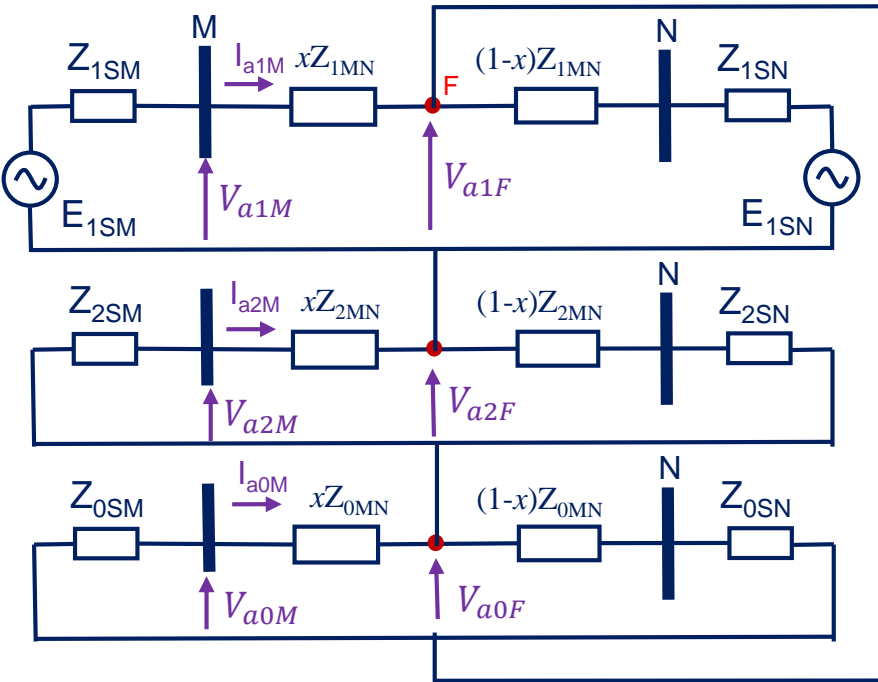 M N
Z1SM Ia1M xZ1MN F (1-x)Z1MN Z1SN
E1SM Va1M Va1F E1SN
N
Z2SM Ia2M xZ2MN (1-x)Z2MN Z2SN
Va2M Va2F
N
Z0SM Ia0M xZ0MN (1-x)Z0MN Z0SN
Va0M Va0F